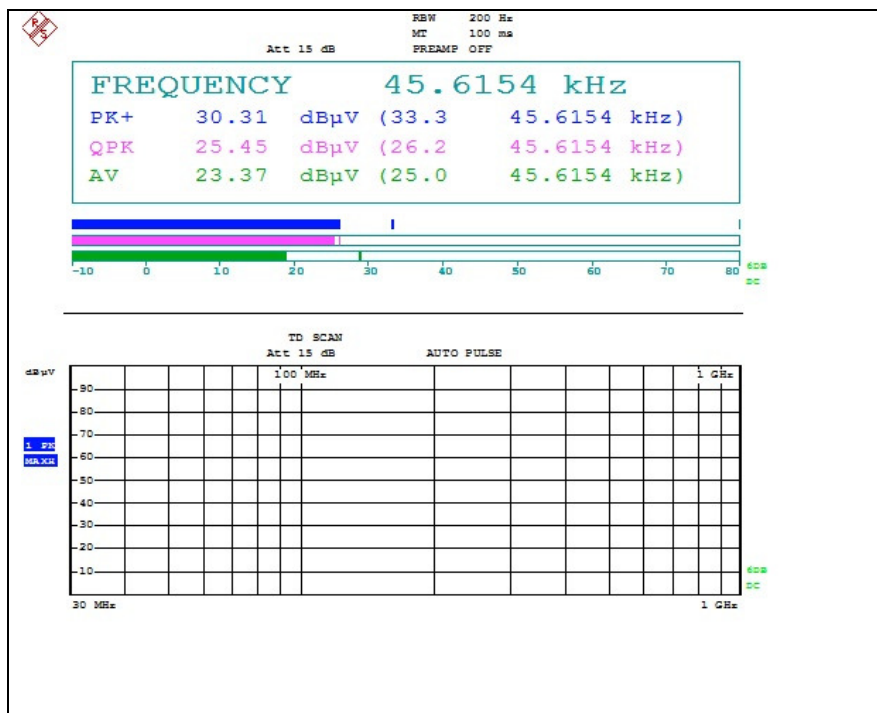 R S
RBW 200 Hz
MT 100 ms
Att 15 dB PREAMP OFF
FREQUENCY 45.6154 kHz
PK+ 30.31 dBµV (33.3 45.6154 kHz)
QPK 25.45 dBµV (26.2 45.6154 kHz)
AV 23.37 dBµV (25.0 45.6154 kHz)
-10 0 10 20 30 40 50 60 70 80
6DB
DC
TD SCAN
Att 15 dB AUTO PULSE
dBµV
100 MHz 1 GHz
90
80
70
1 PK
MAXH
60
50
40
30
20
10
6DB
DC
30 MHz 1 GHz